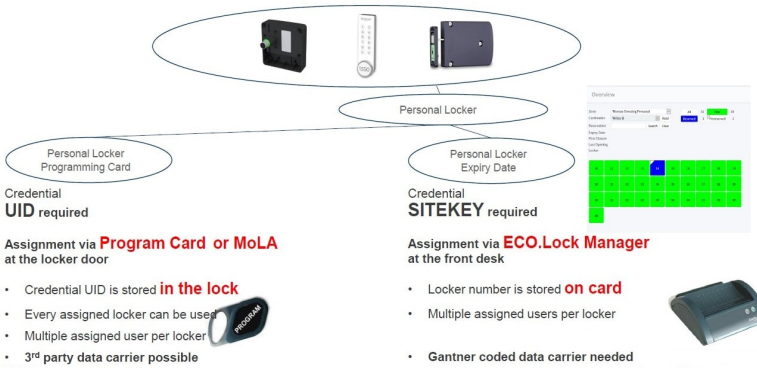 Personal Locker
Personal Locker
Programming Card
Personal Locker
Expiry Date
Overview
Credential
UID required
Assignment via Program Card or MoLA
at the locker door
• Credential UID is stored in the lock
• Every assigned locker can be used
• Multiple assigned user per locker
• 3rd party data carrier possible
PROGRAM
Credential
SITEKEY required
Assignment via ECO.Lock Manager
at the front desk
• Locker number is stored on card
• Multiple assigned users per locker
• Gantner coded data carrier needed